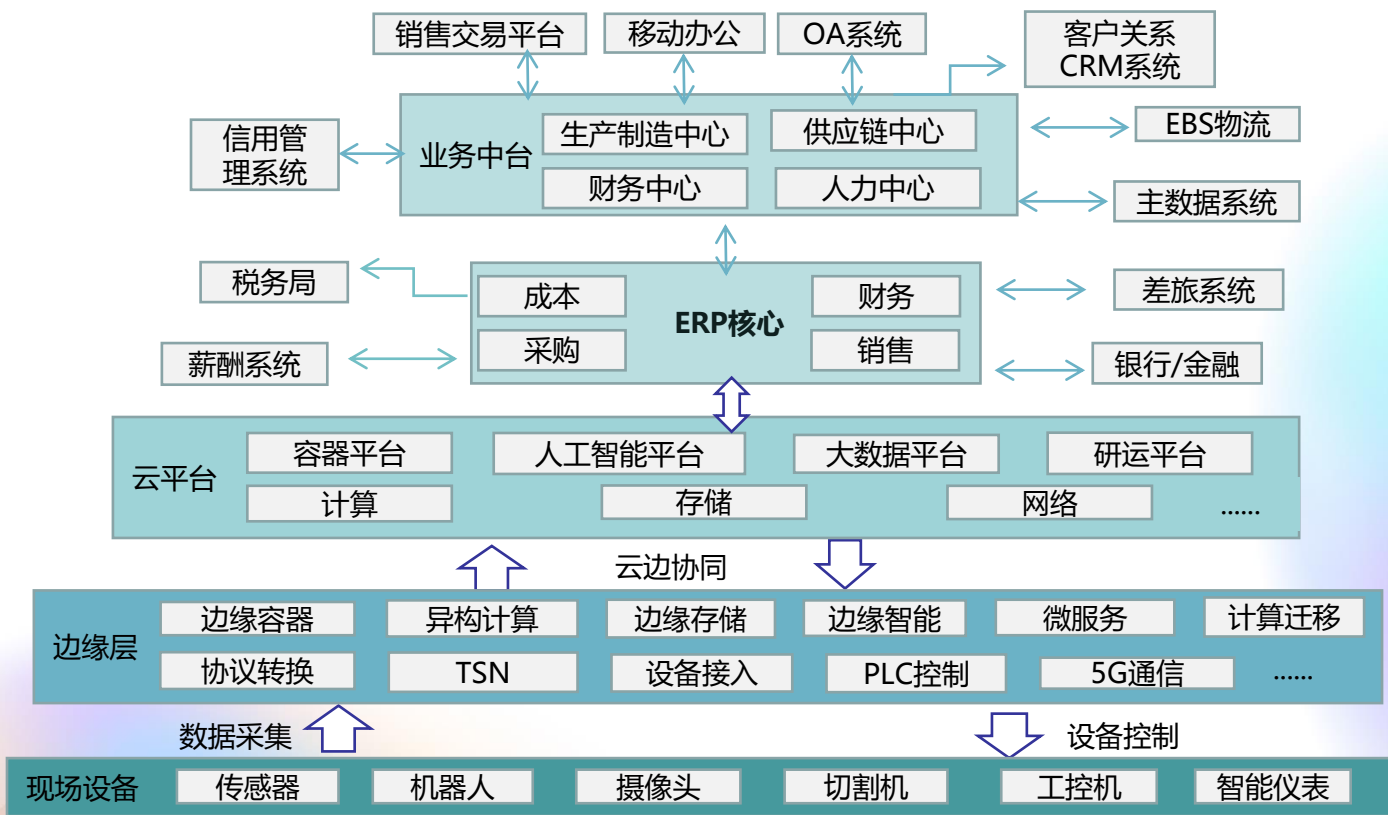 销售交易平台
移动办公
OA系统
客户关系
CRM系统
信用管
理系统
业务中台
生产制造中心
供应链中心
财务中心
人力中心
EBS物流
主数据系统
税务局
薪酬系统
成本
采购
ERP核心
财务
销售
差旅系统
银行/金融
云平台
容器平台
人工智能平台
大数据平台
研运平台
计算
存储
网络
......
云边协同
边缘层
边缘容器
异构计算
边缘存储
边缘智能
微服务
计算迁移
协议转换
TSN
设备接入
PLC控制
5G通信
......
数据采集
设备控制
现场设备
传感器
机器人
摄像头
切割机
工控机
智能仪表